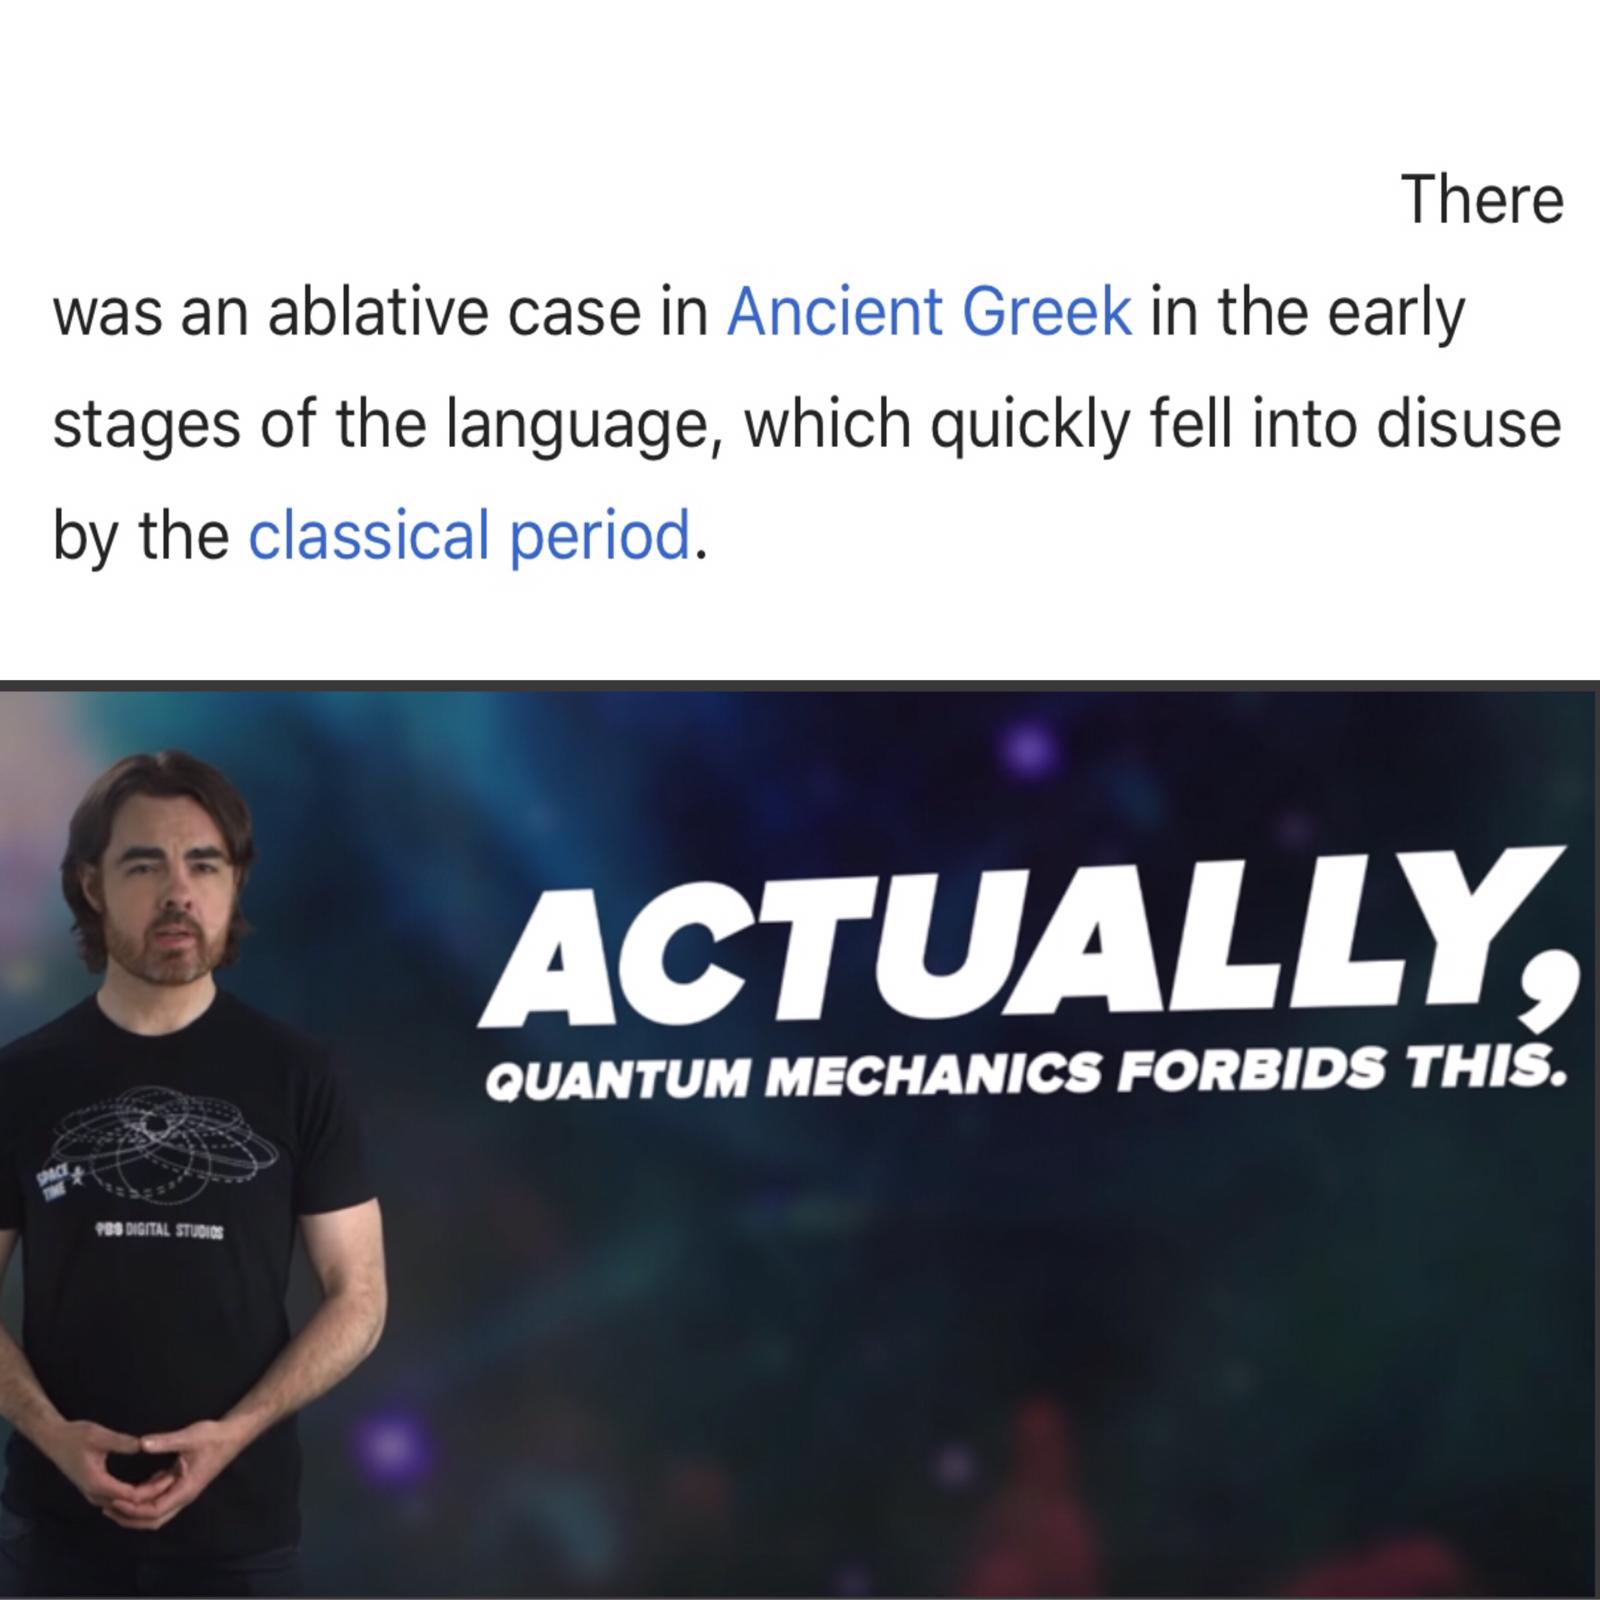 There
was an ablative case in Ancient Greek in the early
stages of the language, which quickly fell into disuse
by the classical period.
ACTUALLY,
QUANTUM MECHANICS FORBIDS THIS.
SPACE
TIME
PBS DIGITAL STUDIOS